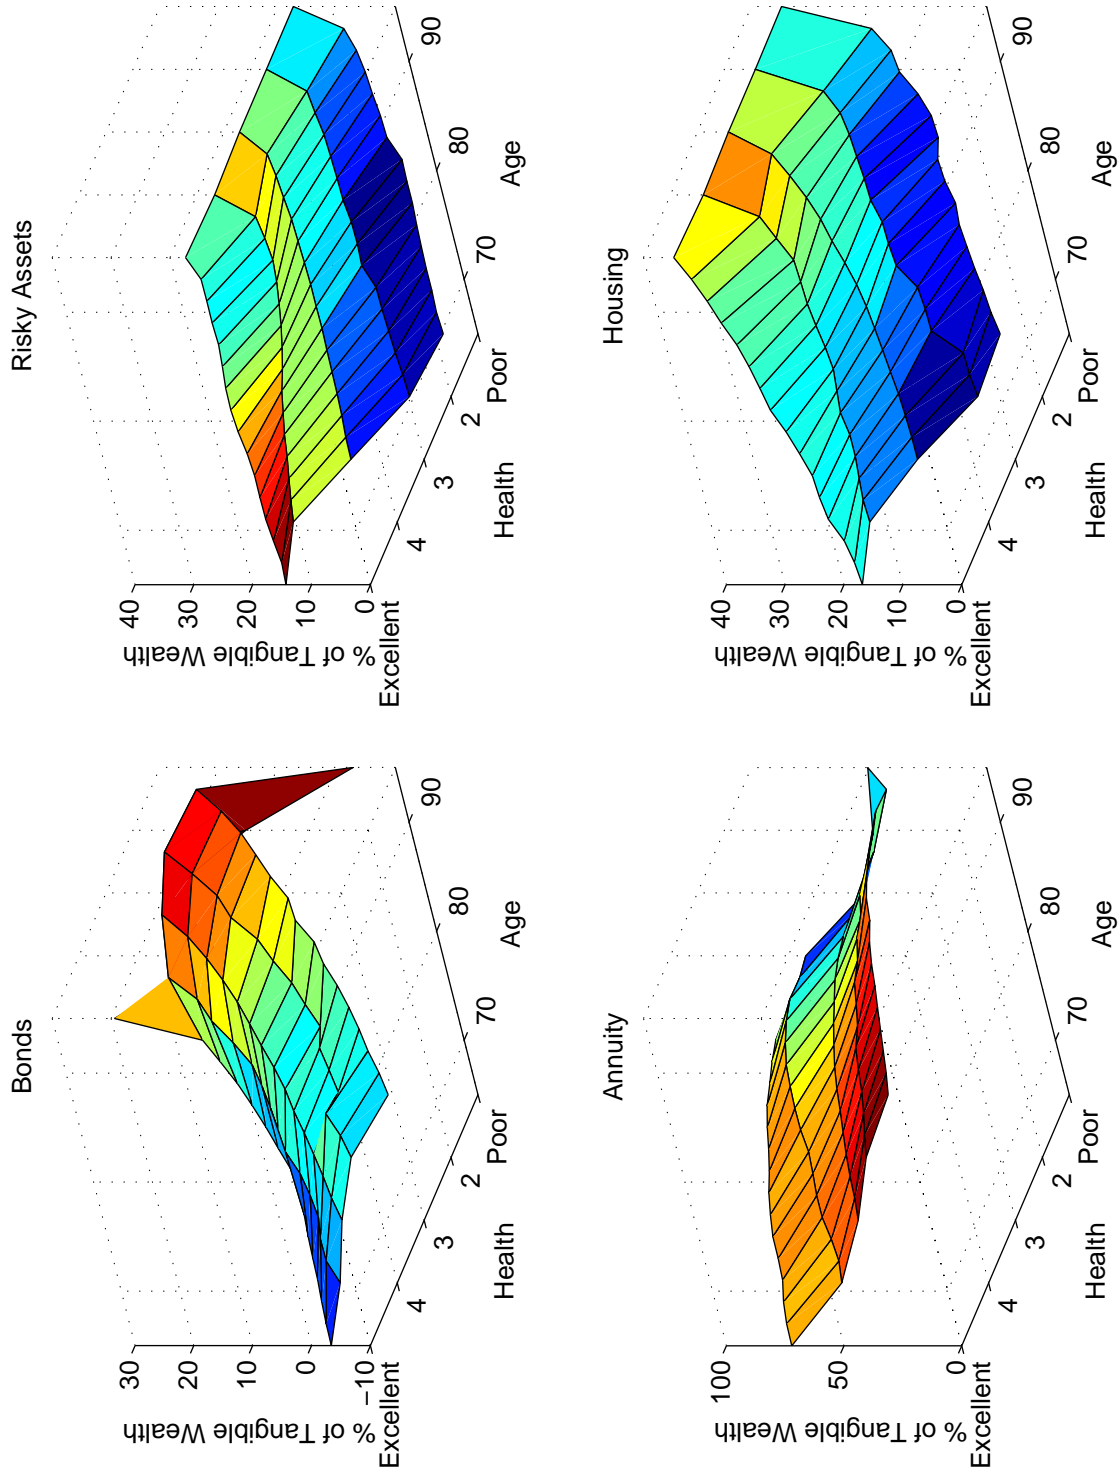 Bonds
% of Tangible Wealth
30
20
10
0
−10
Excellent
4
3
2
Poor
Health
70
80
90
Age
Risky Assets
% of Tangible Wealth
40
30
20
10
0
Excellent
4
3
2
Poor
Health
70
80
90
Age
Annuity
% of Tangible Wealth
100
50
0
Excellent
4
3
2
Poor
Health
70
80
90
Age
Housing
% of Tangible Wealth
40
30
20
10
0
Excellent
4
3
2
Poor
Health
70
80
90
Age